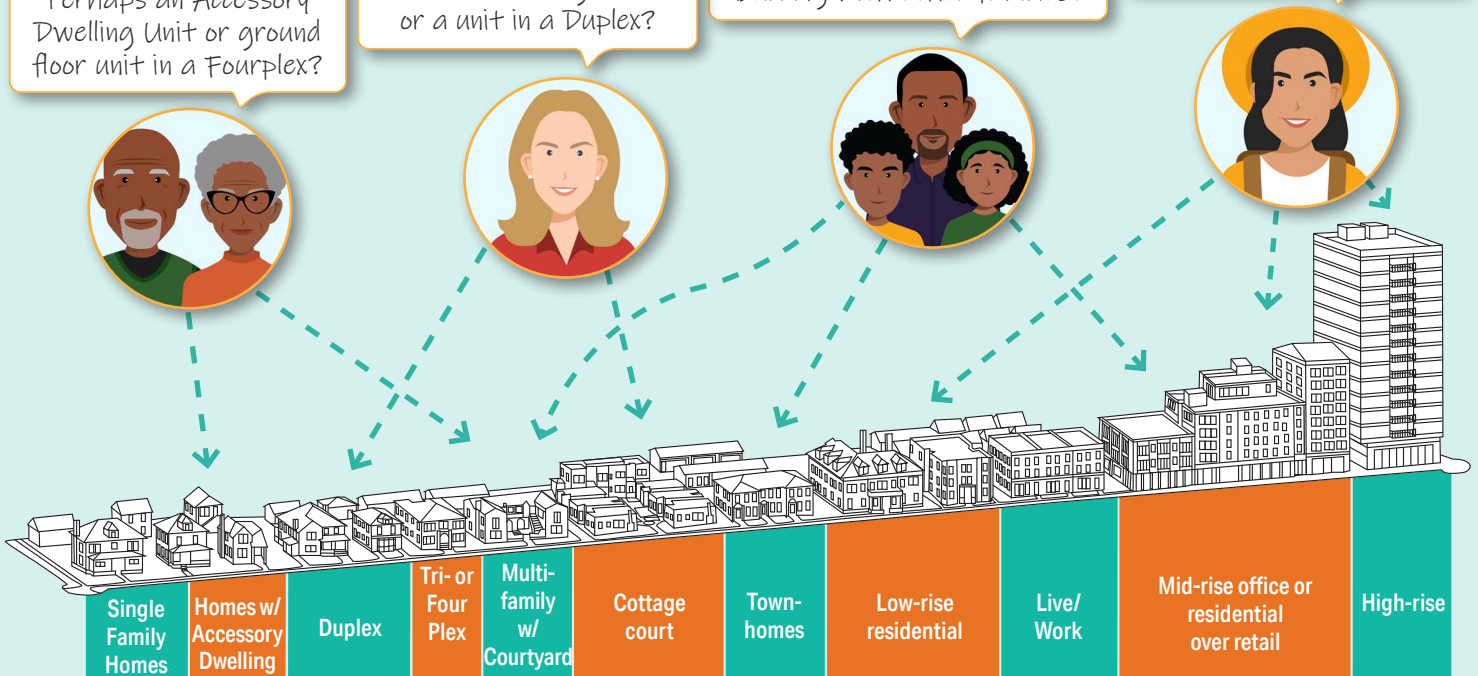 Perhaps an Accessory
Dwelling Unit or ground
floor unit in a Fourplex?
or a unit in a Duplex?
Single
Family
Homes
Homes w/
Accessory
Dwelling
Duplex
Tri- or
Four
Plex
Multi-
family
w/
Courtyard
Cottage
court
Town-
homes
Low-rise
residential
Live/
Work
Mid-rise office or
residential
over retail
High-rise